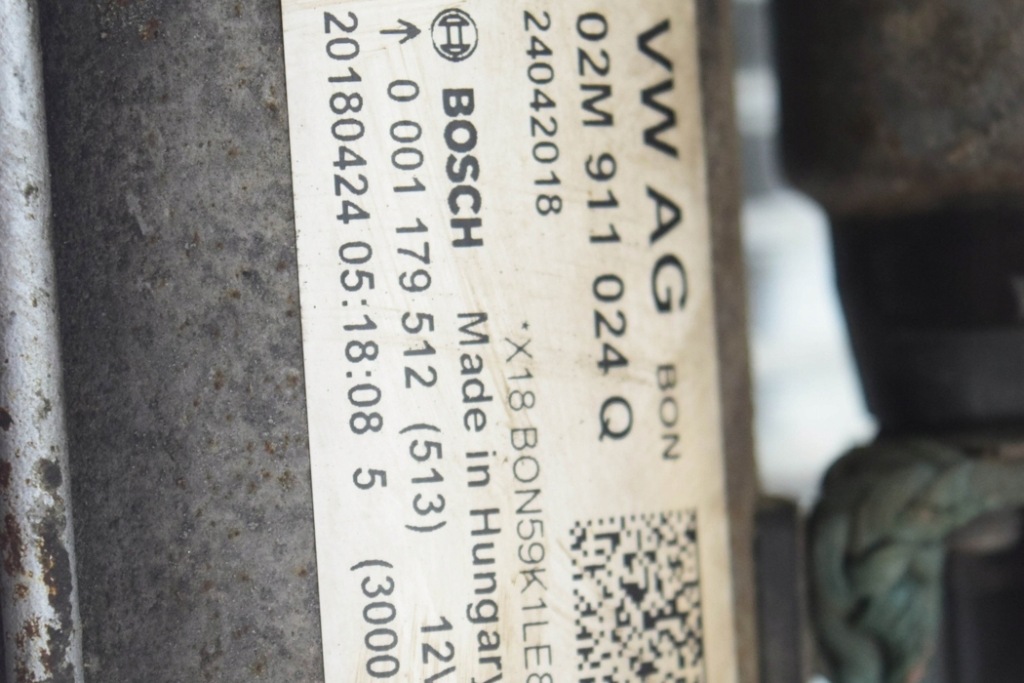 VW AG BON
02M 911 024 Q
24042018
*X18 BON59K1LE8
BOSCH Made in Hungary
↑ 0 001 179 512 (513) 12V
20180424 05:18:08 5 (3000